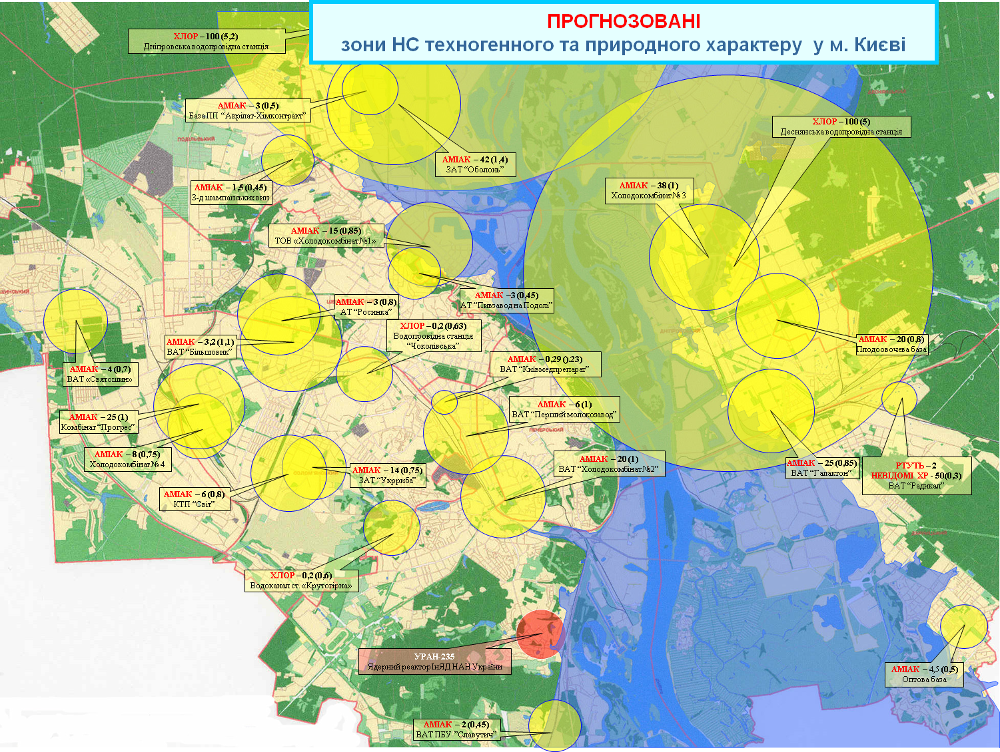 ПРОГНОЗОВАНІ
зони НС техногенного та природного характеру у м. Києві
ХЛОР – 100 (5,2)
Дніпровська водопровідна станція
АМІАК – 3 (0,5)
База ПП “Акрілат-Хімконтракт”
ПОДІЛЬСЬКИЙ
АМІАК – 42 (1,4)
ЗАТ “Оболонь”
ХЛОР – 100 (5)
Деснянська водопровідна станція
АМІАК – 1,5 (0,45)
З-д шампанських вин
АМІАК – 38 (1)
Холодокомбінат № 3
АМІАК – 15 (0,85)
ТОВ «Холодокомбінат №1»
АМІАК –3 (0,45)
АТ “Пивзавод на Подолі”
АМІАК – 3 (0,8)
АТ “Росинка”
ХЛОР – 0,2 (0,63)
Водопровідна станція
“Чоколівська”
АМІАК – 3,2 (1,1)
ВАТ “Більшовик”
АМІАК – 20 (0,8)
Плодоовочева база
АМІАК – 4 (0,7)
ВАТ «Святошин»
АМІАК – 0,29 ().23)
ВАТ “Київмедпрепарат”
АМІАК – 6 (1)
ВАТ “Перший молокозавод”
АМІАК – 25 (1)
Комбінат “Прогрес”
ПЕЧЕРСЬКИЙ
АМІАК – 8 (0,75)
Холодокомбінат № 4
АМІАК – 20 (1)
ВАТ “Холодокомбінат №2”
АМІАК – 25 (0,85)
ВАТ “Галактон”
РТУТЬ – 2
НЕВІДОМІ ХР - 50(0,3)
ВАТ “Радикал”
АМІАК – 14 (0,75)
ЗАТ “Укрриба”
АМІАК – 6 (0,8)
КТП “Світ”
ХЛОР – 0,2 (0,6)
Водоканал ст. «Крутогірна»
УРАН-235
Ядерний реактор ІнЯД НАН України
АМІАК – 4,5 (0,5)
Оптова база
АМІАК – 2 (0,45)
ВАТ ПБУ ”Славутич”